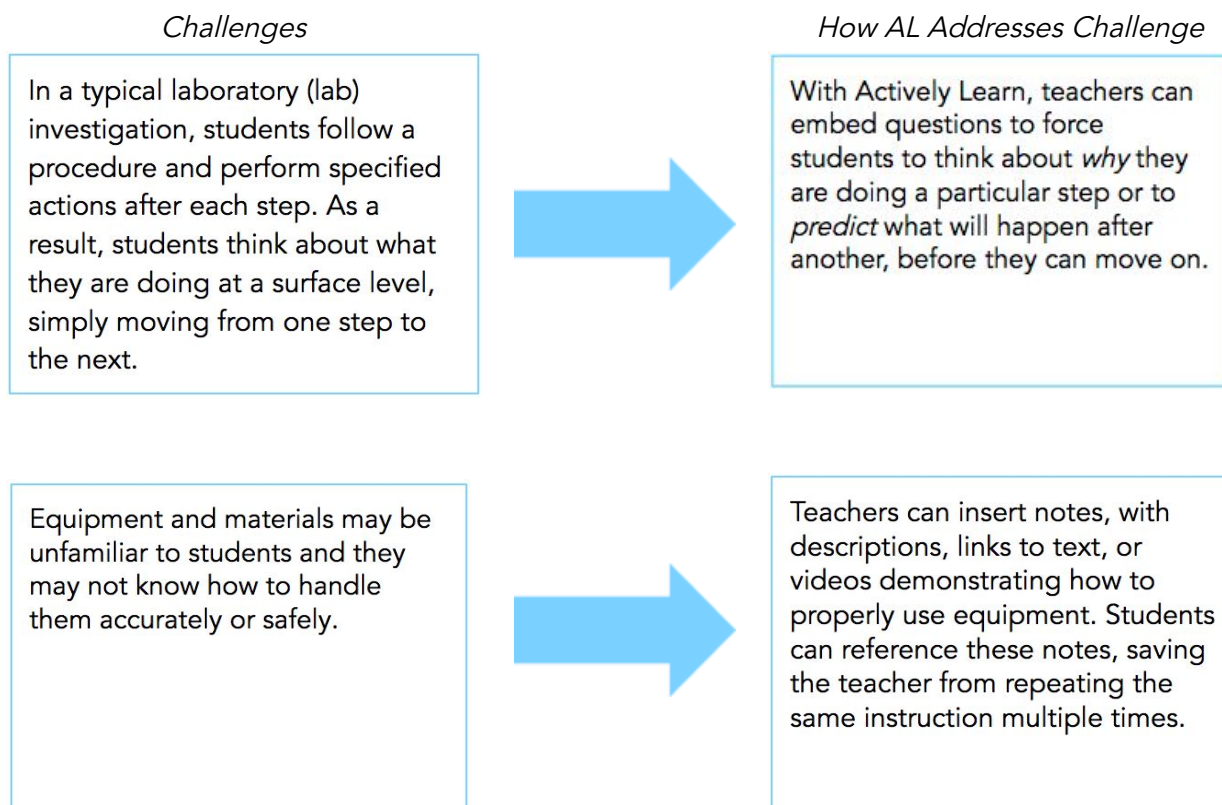 Challenges
How AL Addresses Challenge
In a typical laboratory (lab)
investigation, students follow a
procedure and perform specified
actions after each step. As a
result, students think about what
they are doing at a surface level,
simply moving from one step to
the next.
With Actively Learn, teachers can
embed questions to force
students to think about why they
are doing a particular step or to
predict what will happen after
another, before they can move on.
Equipment and materials may be
unfamiliar to students and they
may not know how to handle
them accurately or safely.
Teachers can insert notes, with
descriptions, links to text, or
videos demonstrating how to
properly use equipment. Students
can reference these notes, saving
the teacher from repeating the
same instruction multiple times.